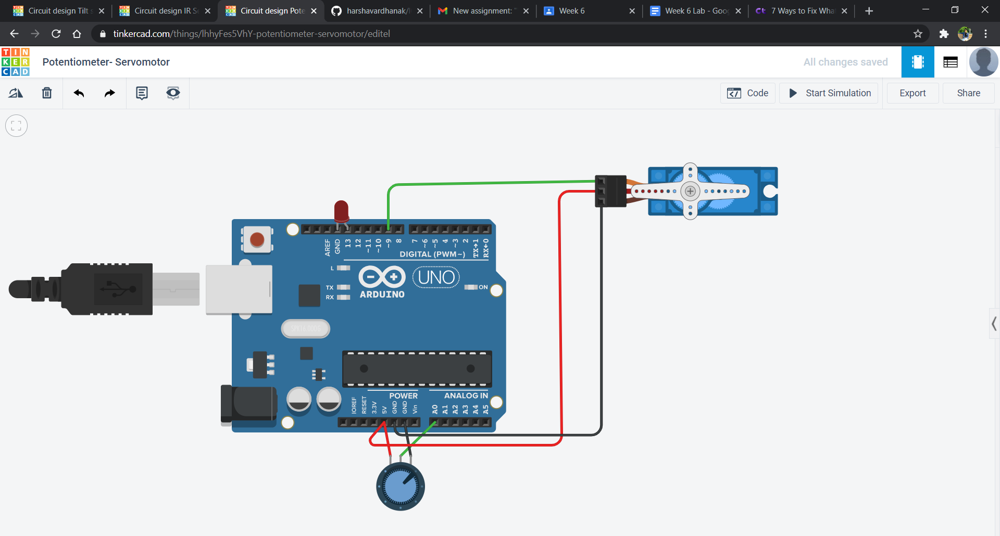 Circuit design Tilt s
Circuit design IR Se
Circuit design Pote
harshavardhanak/
New assignment: "
Week 6
Week 6 Lab - Goog
7 Ways to Fix Wha
tinkercad.com/things/lhhyFes5VhY-potentiometer-servomotor/editel
TIN
KER
CAD
Potentiometer- Servomotor
All changes saved
Code
Start Simulation
Export
Share
AREF
GND
13
12
~11
~10
~9
8
7
~6
~5
4
~3
2
TX→1
RX←0
DIGITAL (PWM~)
L
TX
RX
ARDUINO
UNO
ON
SPK16.000G
POWER
ANALOG IN
IOREF
RESET
3.3V
5V
GND
GND
Vin
A0
A1
A2
A3
A4
A5